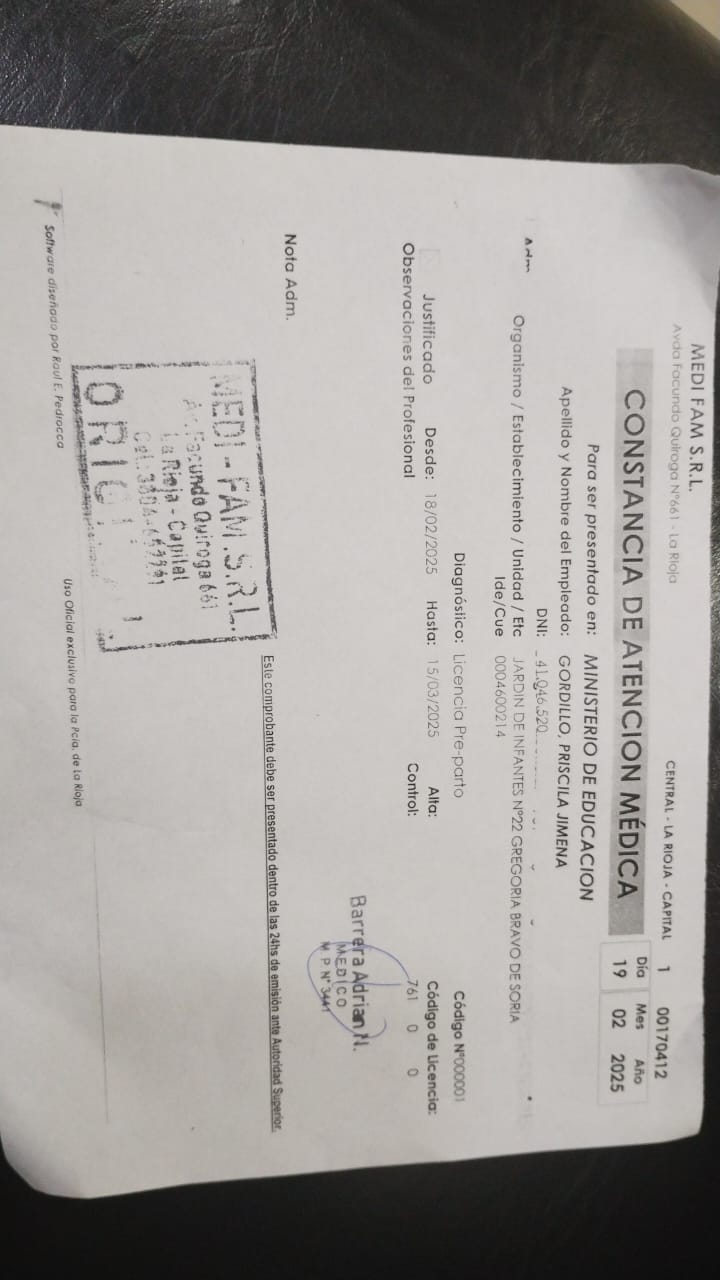 MEDI FAM S.R.L.
Avda Facundo Quiroga Nº661 - La Rioja
CENTRAL - LA RIOJA - CAPITAL 1 00170412
CONSTANCIA DE ATENCION MÉDICA
Día Mes Año
19 02 2025
Para ser presentado en: MINISTERIO DE EDUCACION
Apellido y Nombre del Empleado: GORDILLO, PRISCILA JIMENA
DNI: 41.046.520
Adm Organismo / Establecimiento / Unidad / Etc JARDIN DE INFANTES Nº22 GREGORIA BRAVO DE SORIA
Ide/Cue 0004600214
Diagnóstico: Licencia Pre-parto Código Nº000001
Justificado Desde: 18/02/2025 Hasta: 15/03/2025 Alta: Código de Licencia:
Observaciones del Profesional Control: 761 0 0
Barrera Adrian N.
MEDICO
M P Nº 3441
Nota Adm.
Este comprobante debe ser presentado dentro de las 24hs de emisión ante Autoridad Superior.
MEDI - FAM S.R.L.
Av. Facundo Quiroga 661
La Rioja - Capital
Software diseñado por Raul E. Pedrocca
Uso Oficial exclusivo para la Pcia. de La Rioja